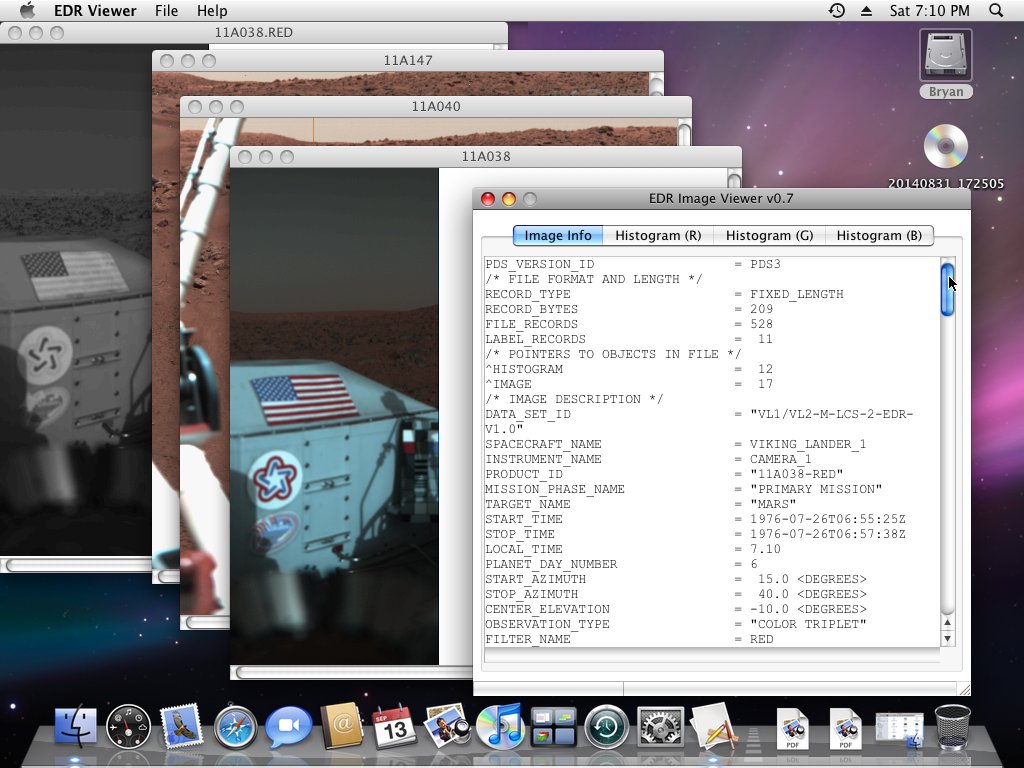 EDR Viewer File Help Sat 7:10 PM
11A038.RED
11A147
11A040
11A038
Bryan
20140831_172505
EDR Image Viewer v0.7
Image Info Histogram (R) Histogram (G) Histogram (B)
PDS_VERSION_ID = PDS3
/* FILE FORMAT AND LENGTH */
RECORD_TYPE = FIXED_LENGTH
RECORD_BYTES = 209
FILE_RECORDS = 528
LABEL_RECORDS = 11
/* POINTERS TO OBJECTS IN FILE */
^HISTOGRAM = 12
^IMAGE = 17
/* IMAGE DESCRIPTION */
DATA_SET_ID = "VL1/VL2-M-LCS-2-EDR-
V1.0"
SPACECRAFT_NAME = VIKING_LANDER_1
INSTRUMENT_NAME = CAMERA_1
PRODUCT_ID = "11A038-RED"
MISSION_PHASE_NAME = "PRIMARY MISSION"
TARGET_NAME = "MARS"
START_TIME = 1976-07-26T06:55:25Z
STOP_TIME = 1976-07-26T06:57:38Z
LOCAL_TIME = 7.10
PLANET_DAY_NUMBER = 6
START_AZIMUTH = 15.0 <DEGREES>
STOP_AZIMUTH = 40.0 <DEGREES>
CENTER_ELEVATION = -10.0 <DEGREES>
OBSERVATION_TYPE = "COLOR TRIPLET"
FILTER_NAME = RED
SEP
13
PDF
PDF